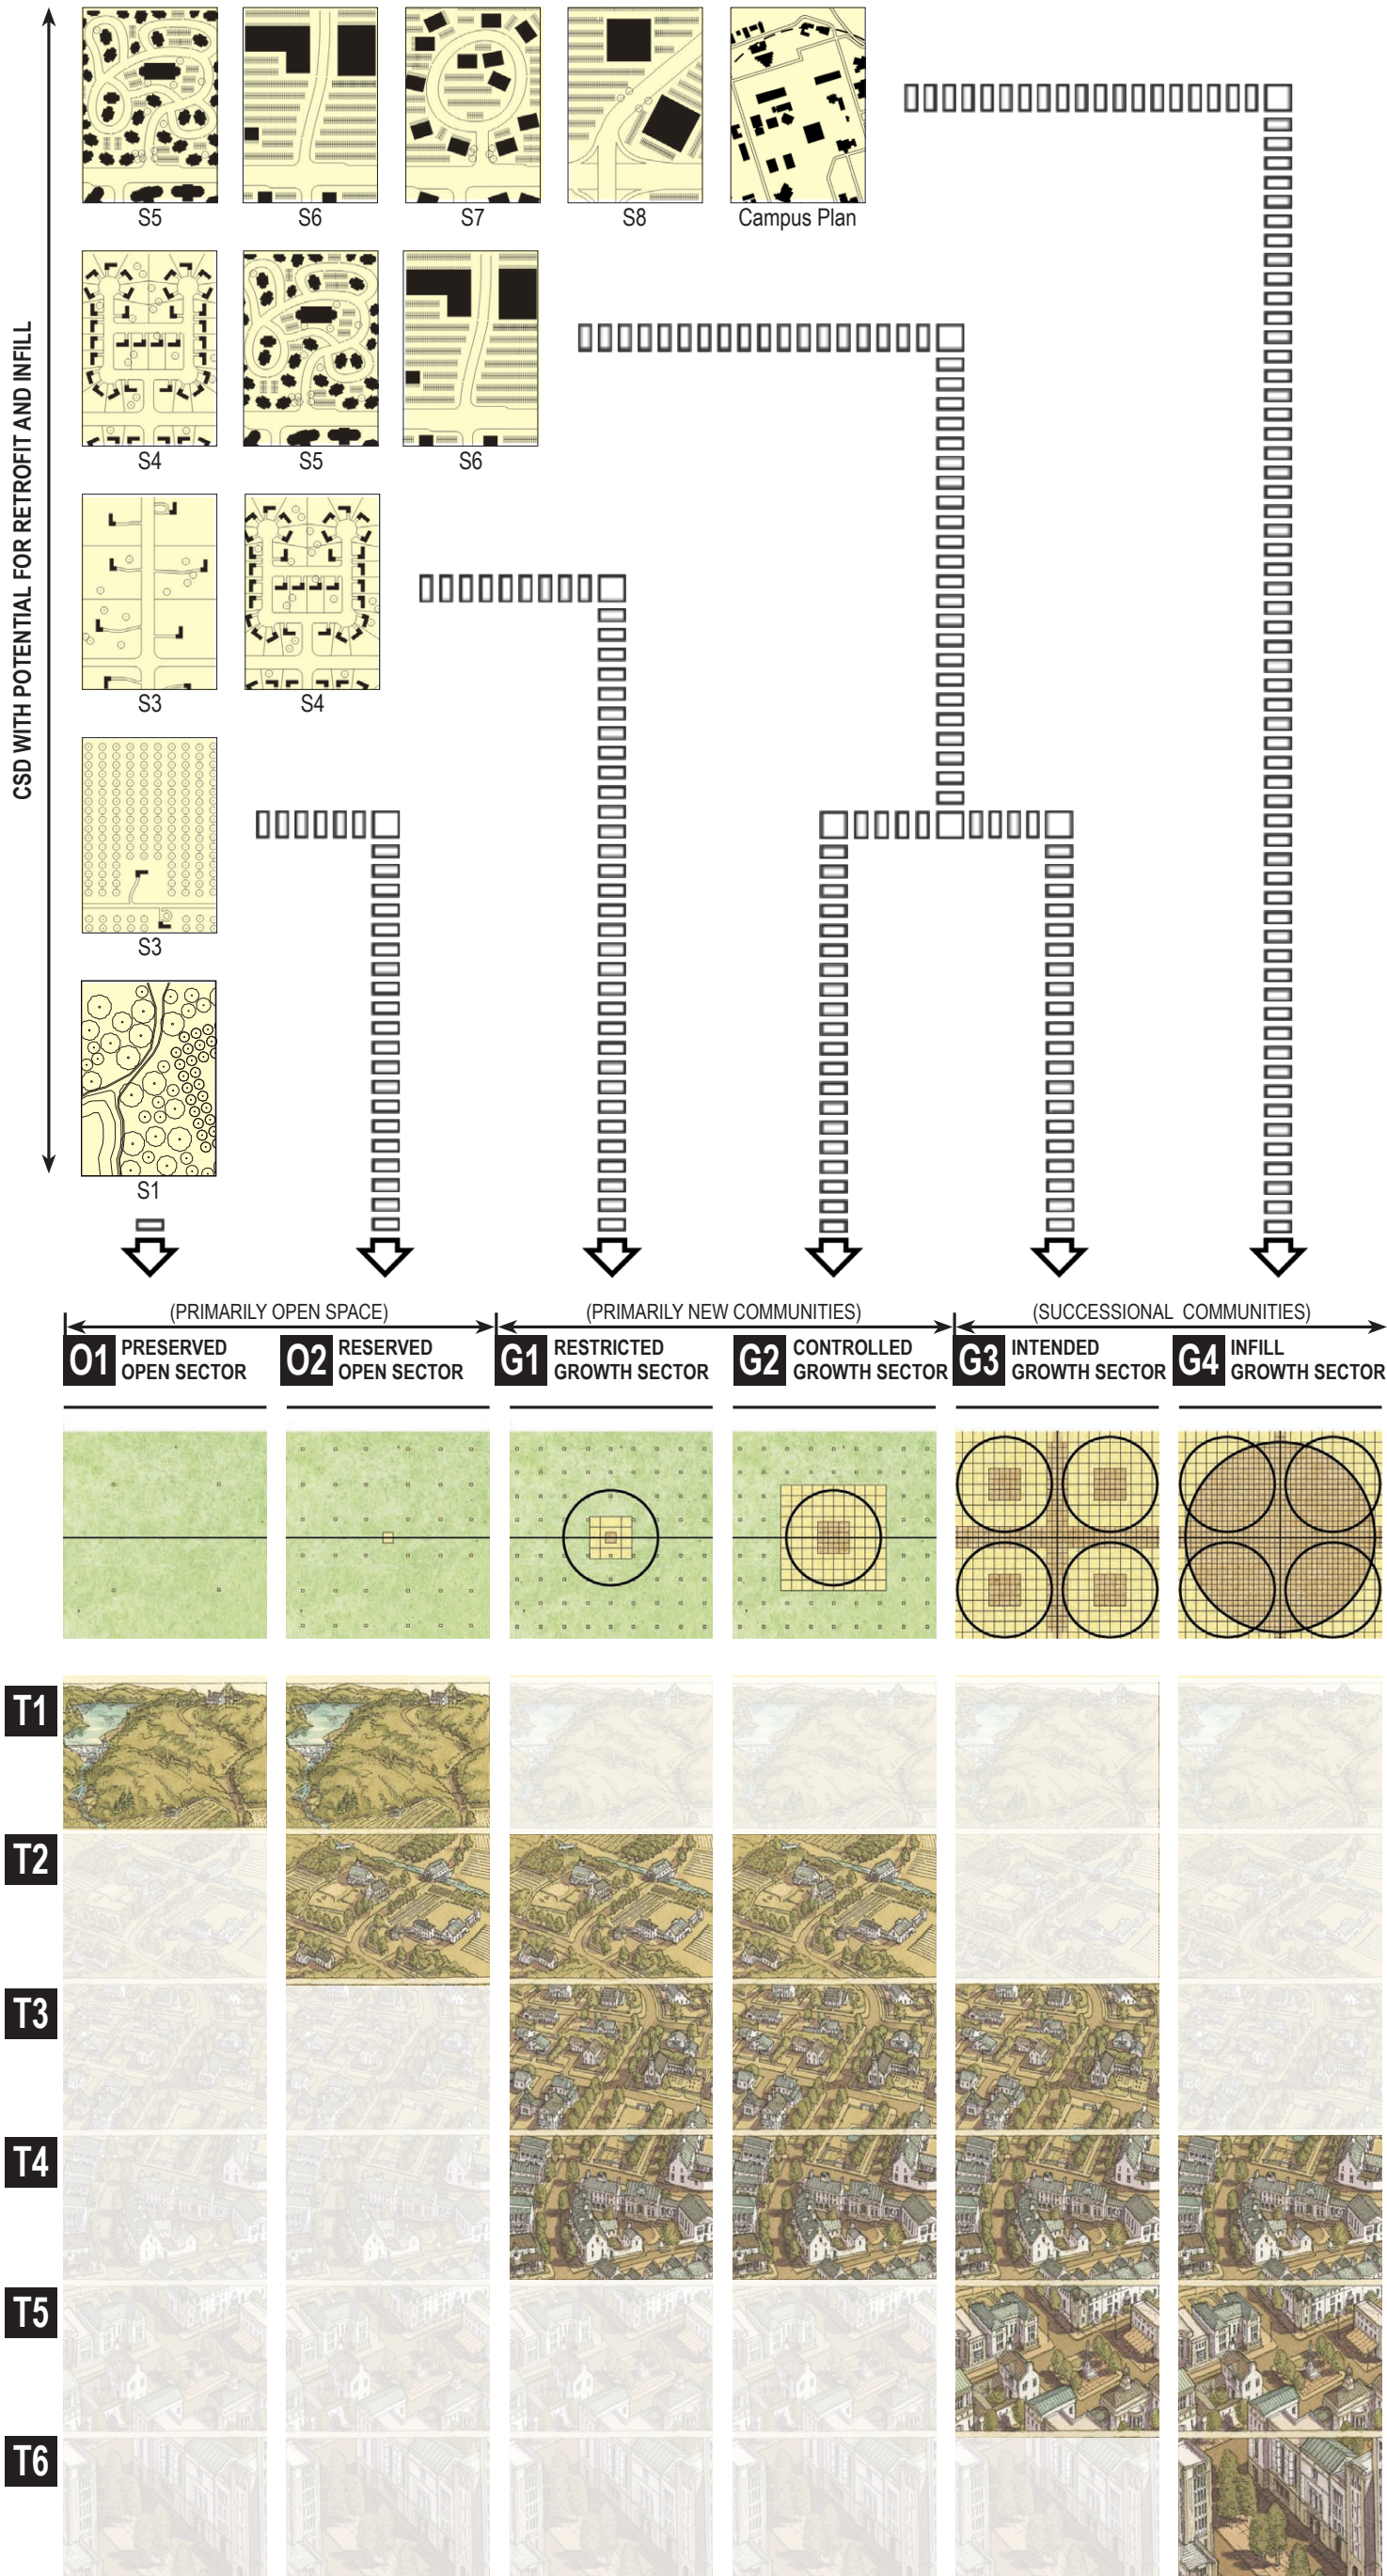 CSD WITH POTENTIAL FOR RETROFIT AND INFILL
S5
S6
S7
S8
Campus Plan
S4
S5
S6
S3
S4
S3
S1
(PRIMARILY OPEN SPACE)
(PRIMARILY NEW COMMUNITIES)
(SUCCESSIONAL COMMUNITIES)
O1
PRESERVED
OPEN SECTOR
O2
RESERVED
OPEN SECTOR
G1
RESTRICTED
GROWTH SECTOR
G2
CONTROLLED
GROWTH SECTOR
G3
INTENDED
GROWTH SECTOR
G4
INFILL
GROWTH SECTOR
T1
T2
T3
T4
T5
T6